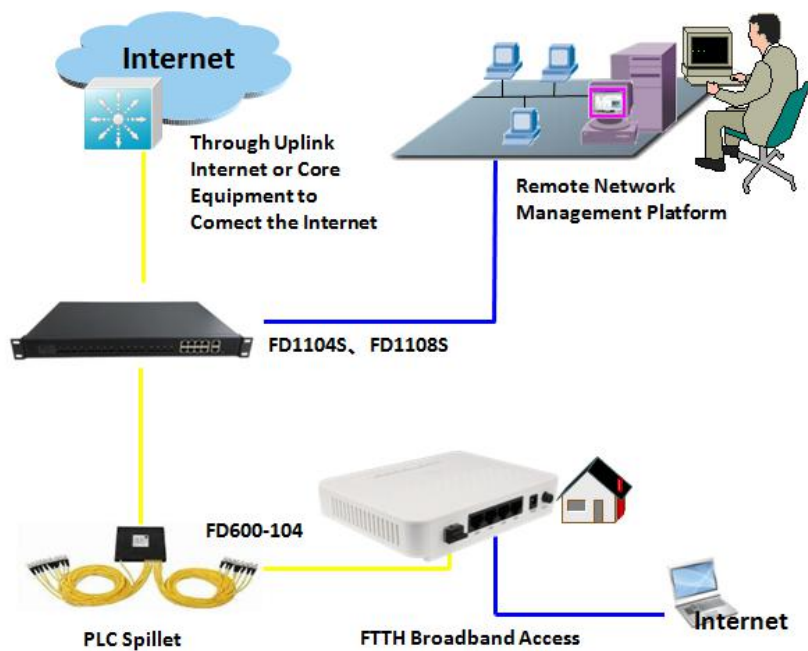 Internet
Through Uplink
Internet or Core
Equipment to
Comect the Internet
Remote Network
Management Platform
FD1104S、FD1108S
FD600-104
PLC Spillet
FTTH Broadband Access
Internet